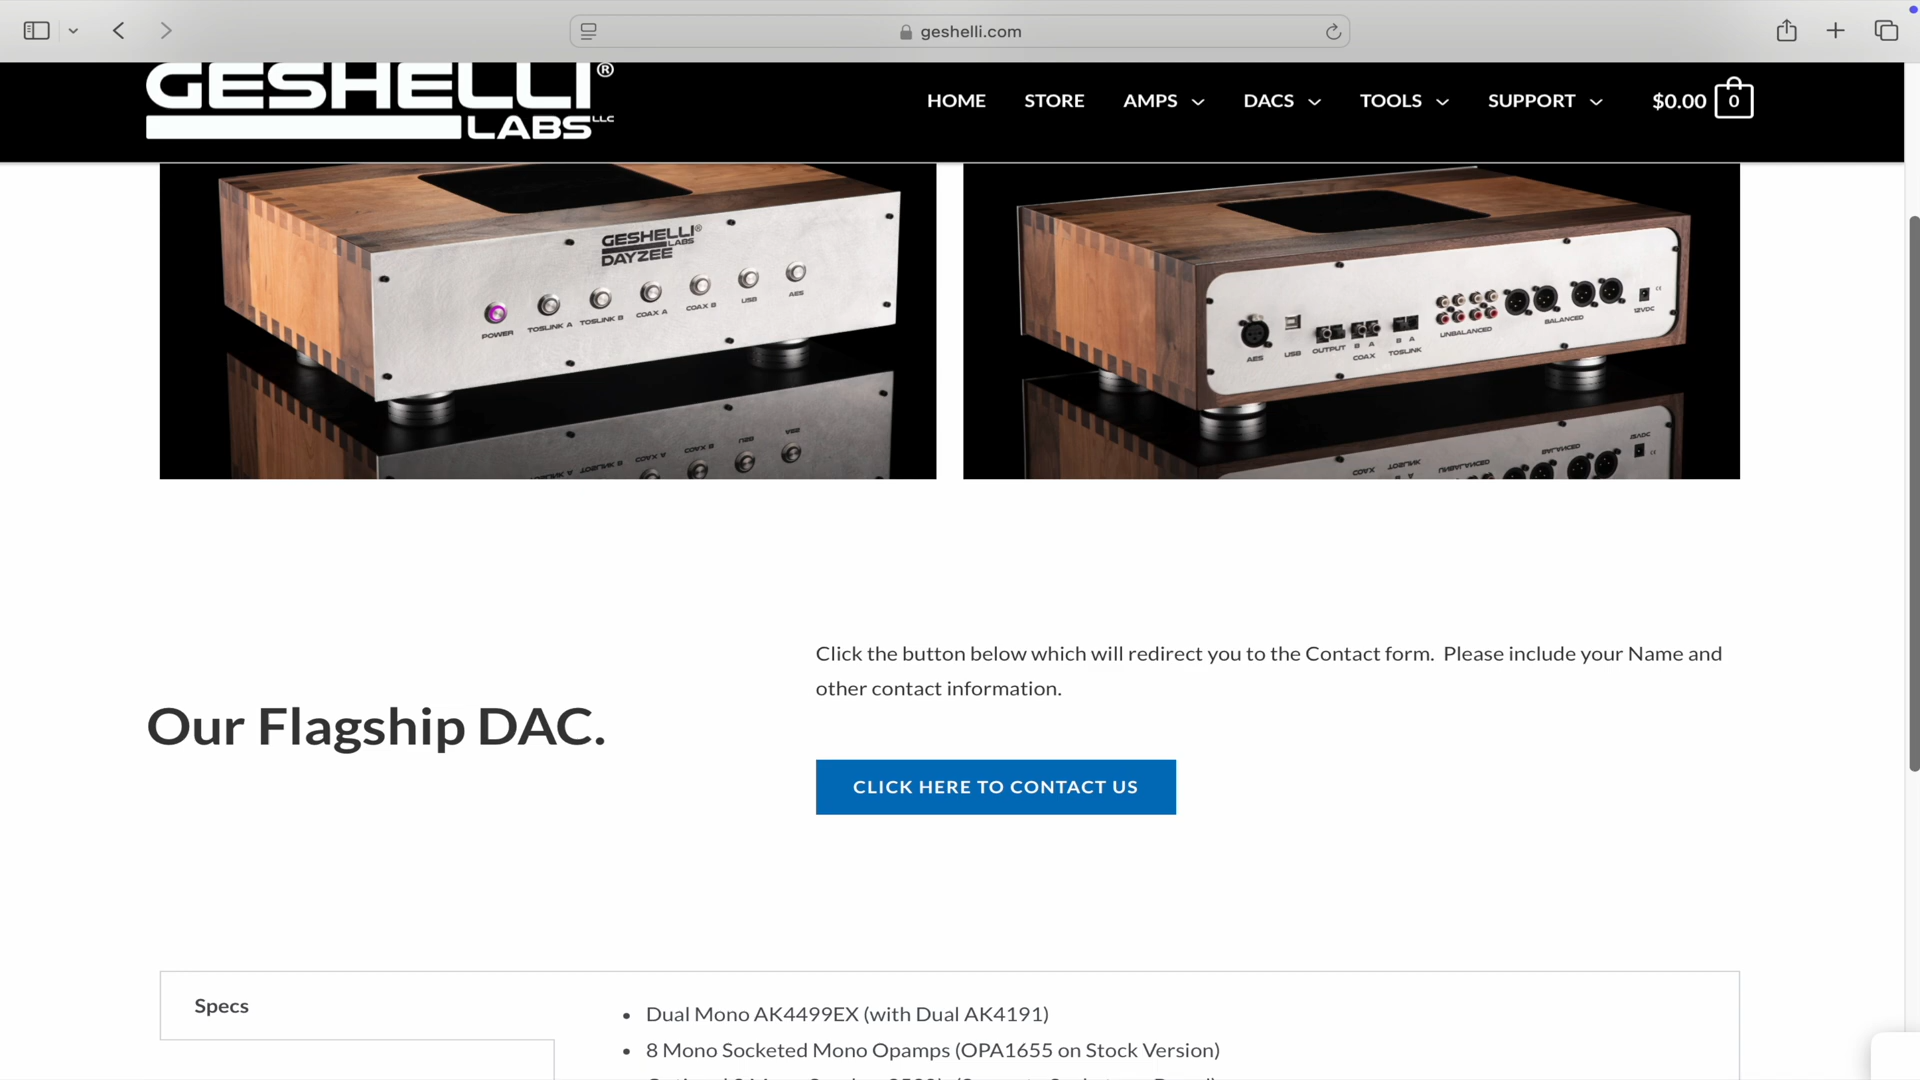 geshelli.com
GESHELLI®
LABS LLC
HOME STORE AMPS DACS TOOLS SUPPORT $0.00 0
GESHELLI®
LABS
DAYZEE
POWER TOSLINK A TOSLINK B COAX A COAX B USB AES
AES USB OUTPUT B A COAX B A TOSLINK UNBALANCED BALANCED 12VDC
Click the button below which will redirect you to the Contact form. Please include your Name and
other contact information.
Our Flagship DAC.
CLICK HERE TO CONTACT US
Specs
• Dual Mono AK4499EX (with Dual AK4191)
• 8 Mono Socketed Mono Opamps (OPA1655 on Stock Version)